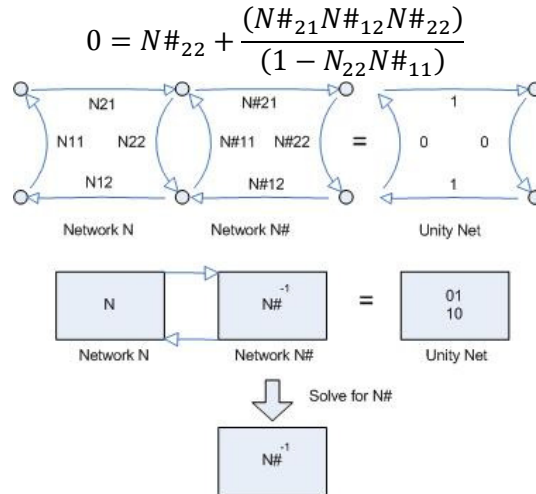 0 = N#₂₂ + (N#₂₁N#₁₂N#₂₂) / (1 − N₂₂N#₁₁)
N21 N#21 1
N11 N22 N#11 N#22 = 0 0
N12 N#12 1
Network N Network N# Unity Net
N N#⁻¹ = 01
10
Network N Network N# Unity Net
Solve for N#
N#⁻¹